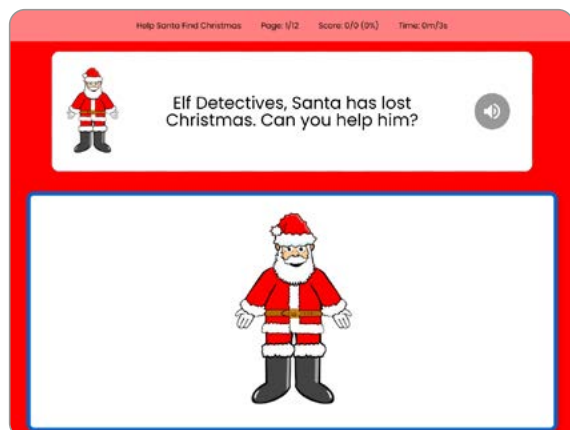 Help Santa Find Christmas Page: 1/12 Score: 0/0 (0%) Time: 0m/3s
Elf Detectives, Santa has lost
Christmas. Can you help him?